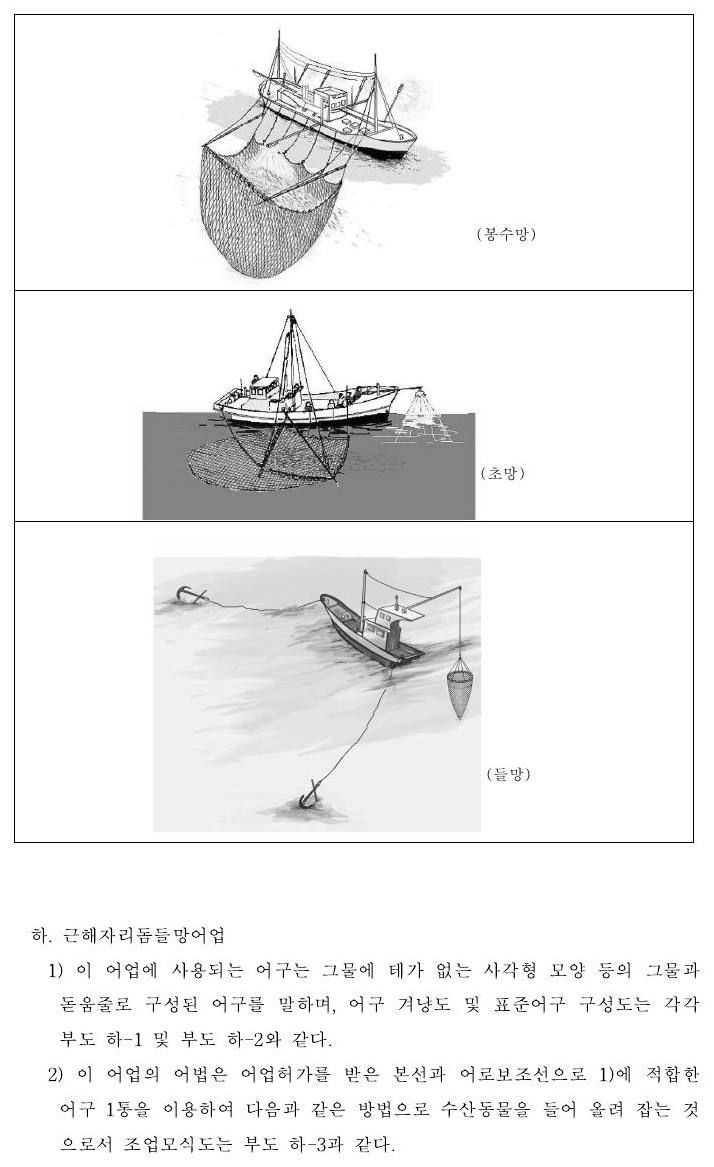 (봉수망)
(초망)
(들망)
하. 근해자리돔들망어업
1) 이 어업에 사용되는 어구는 그물에 테가 없는 사각형 모양 등의 그물과
돋움줄로 구성된 어구를 말하며, 어구 겨냥도 및 표준어구 구성도는 각각
부도 하-1 및 부도 하-2와 같다.
2) 이 어업의 어법은 어업허가를 받은 본선과 어로보조선으로 1)에 적합한
어구 1통을 이용하여 다음과 같은 방법으로 수산동물을 들어 올려 잡는 것
으로서 조업모식도는 부도 하-3과 같다.